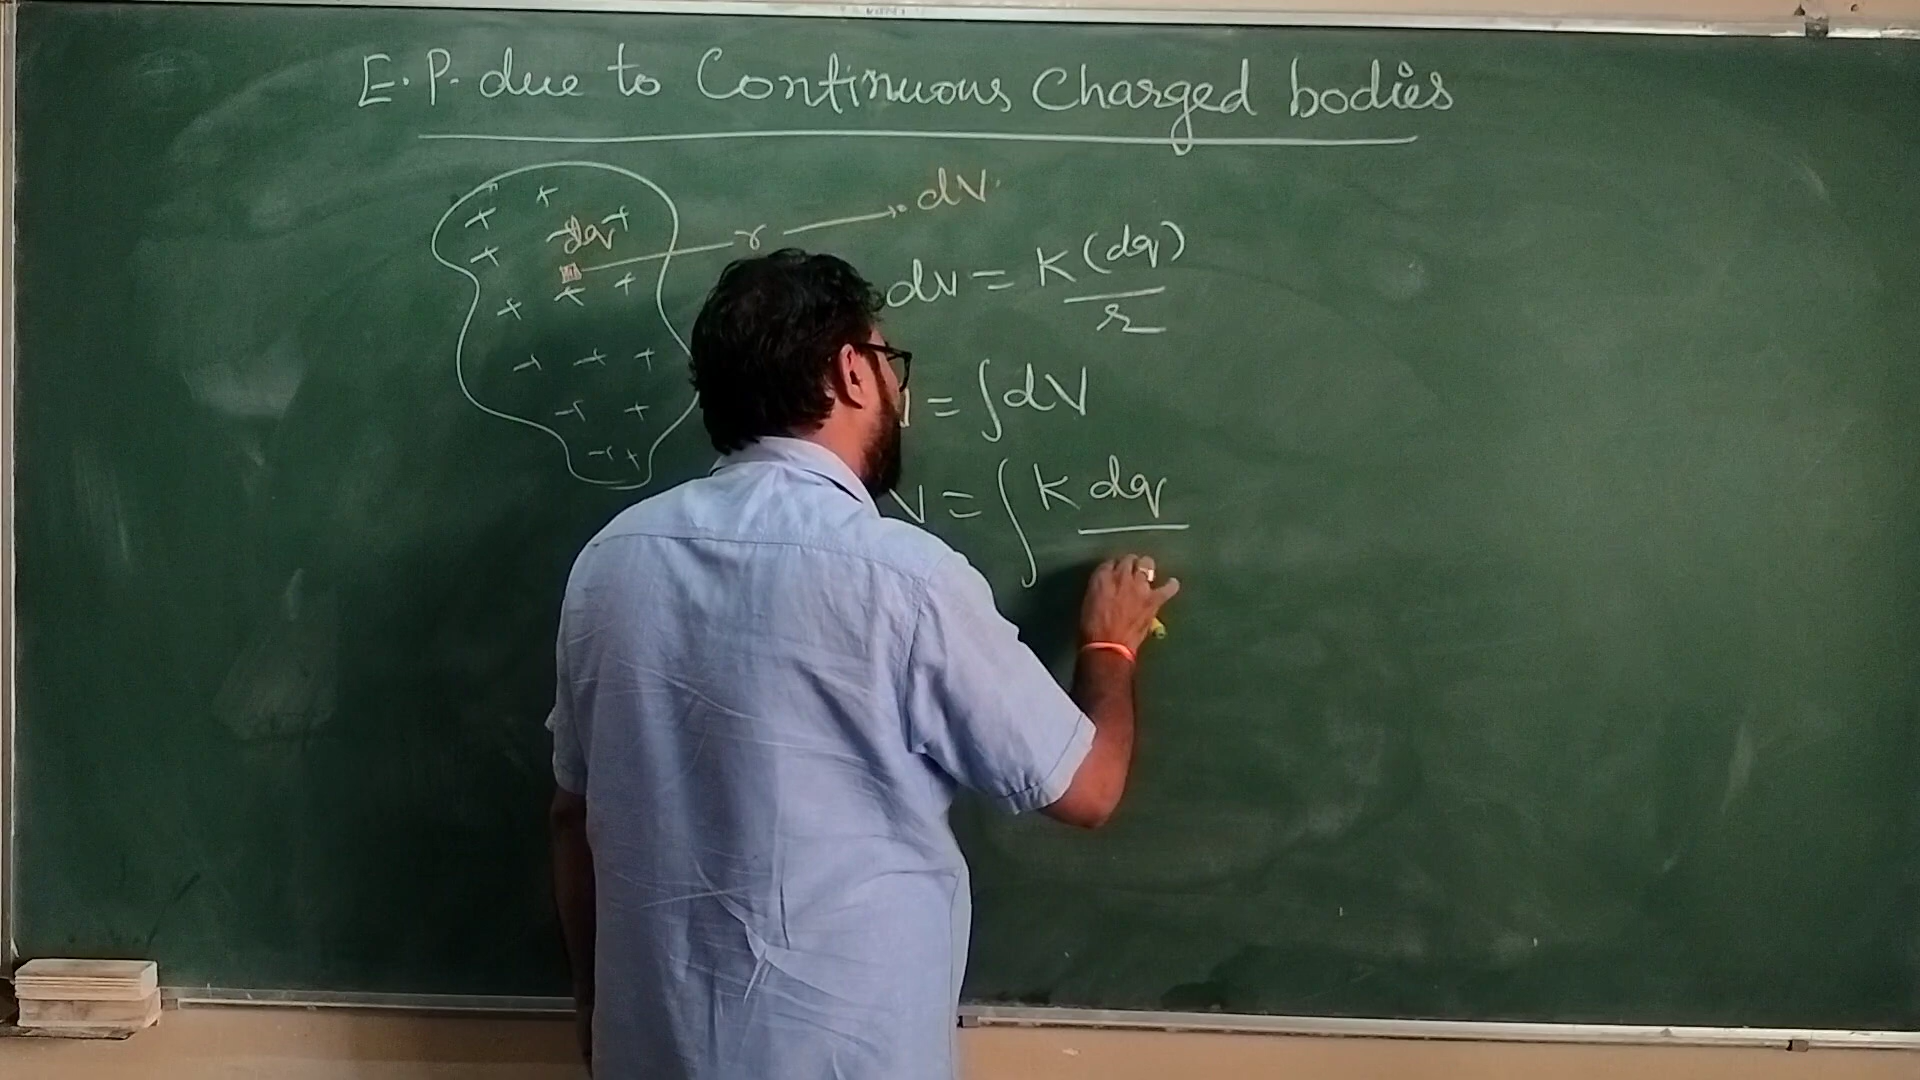 E.P. due to Continuous Charged bodies
dV
dq
r
dv = K(dq)
r
= ∫dV
V = ∫ K dq